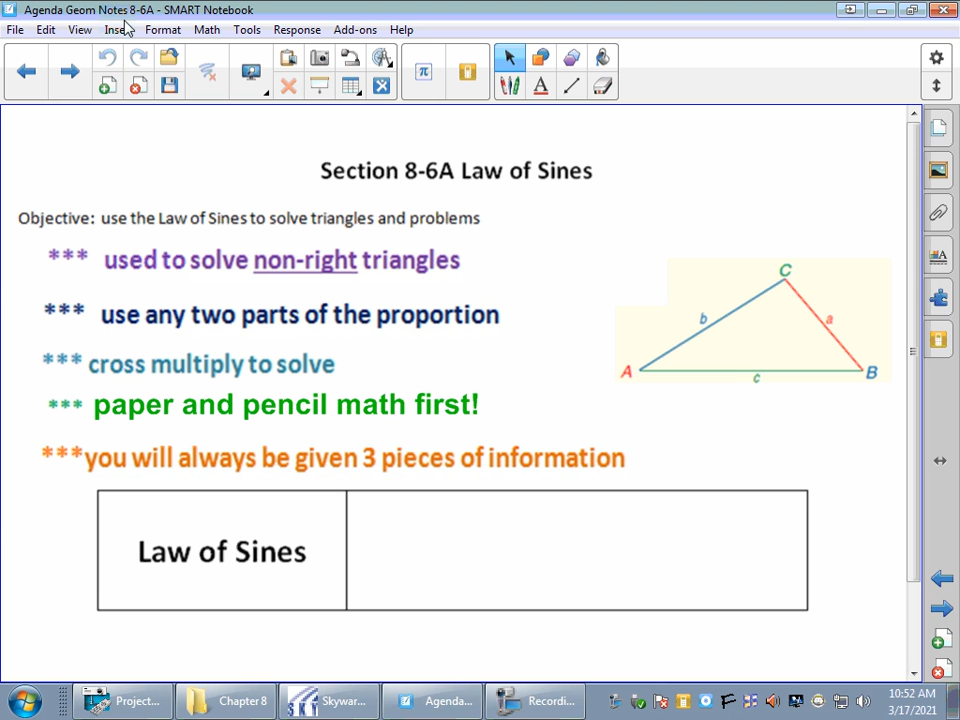 Agenda Geom Notes 8-6A - SMART Notebook
File Edit View Insert Format Math Tools Response Add-ons Help
π
A
Section 8-6A Law of Sines
Objective: use the Law of Sines to solve triangles and problems
*** used to solve non-right triangles
*** use any two parts of the proportion
*** cross multiply to solve
*** paper and pencil math first!
***you will always be given 3 pieces of information
C
b a
A c B
Law of Sines
Project... Chapter 8 Skywar... Agenda... Recordi...
10:52 AM
3/17/2021